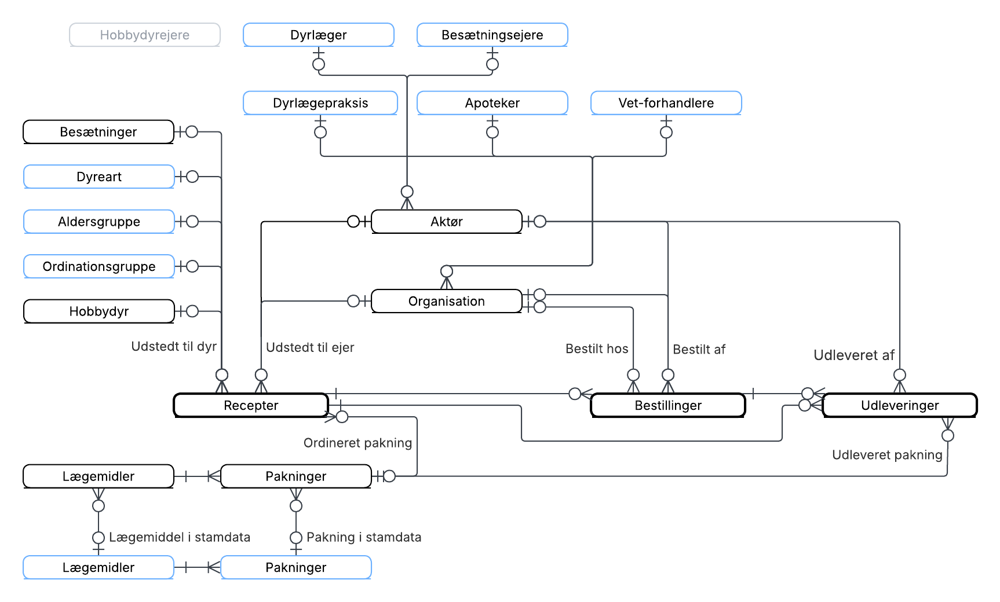 Hobbydyrejere
Dyrlæger
Besætningsejere
Dyrlægepraksis
Apoteker
Vet-forhandlere
Besætninger
Dyreart
Aldersgruppe
Aktør
Ordinationsgruppe
Organisation
Hobbydyr
Udstedt til dyr
Udstedt til ejer
Bestilt hos
Bestilt af
Udleveret af
Recepter
Bestillinger
Udleveringer
Ordineret pakning
Udleveret pakning
Lægemidler
Pakninger
Lægemiddel i stamdata
Pakning i stamdata
Lægemidler
Pakninger